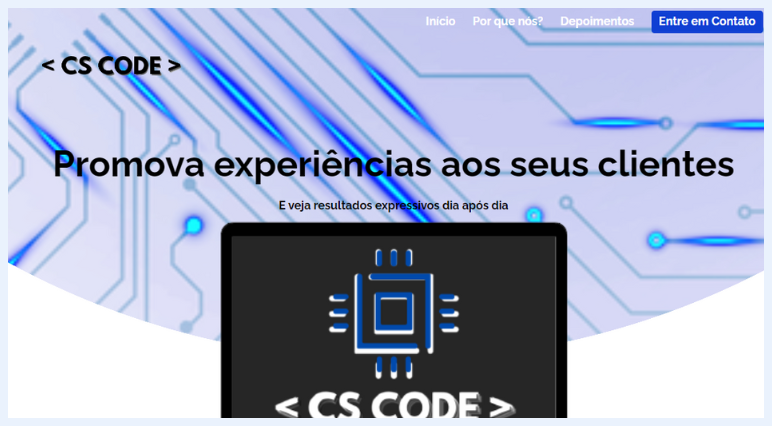 Início Por que nós? Depoimentos Entre em Contato
< CS CODE >
Promova experiências aos seus clientes
E veja resultados expressivos dia após dia
< CS CODE >